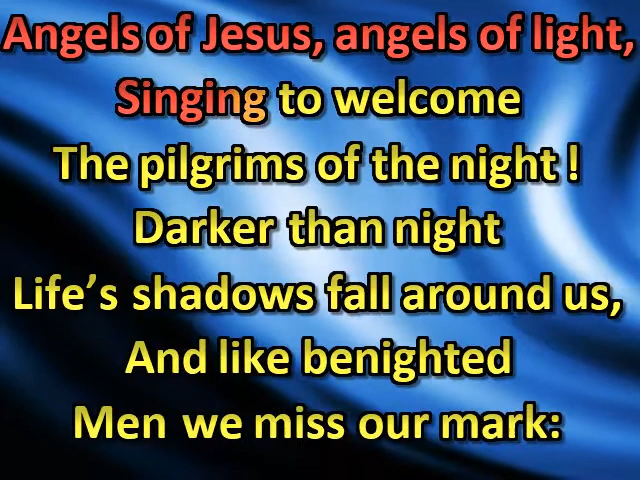 Angels of Jesus, angels of light,
Singing to welcome
The pilgrims of the night !
Darker than night
Life’s shadows fall around us,
And like benighted
Men we miss our mark: